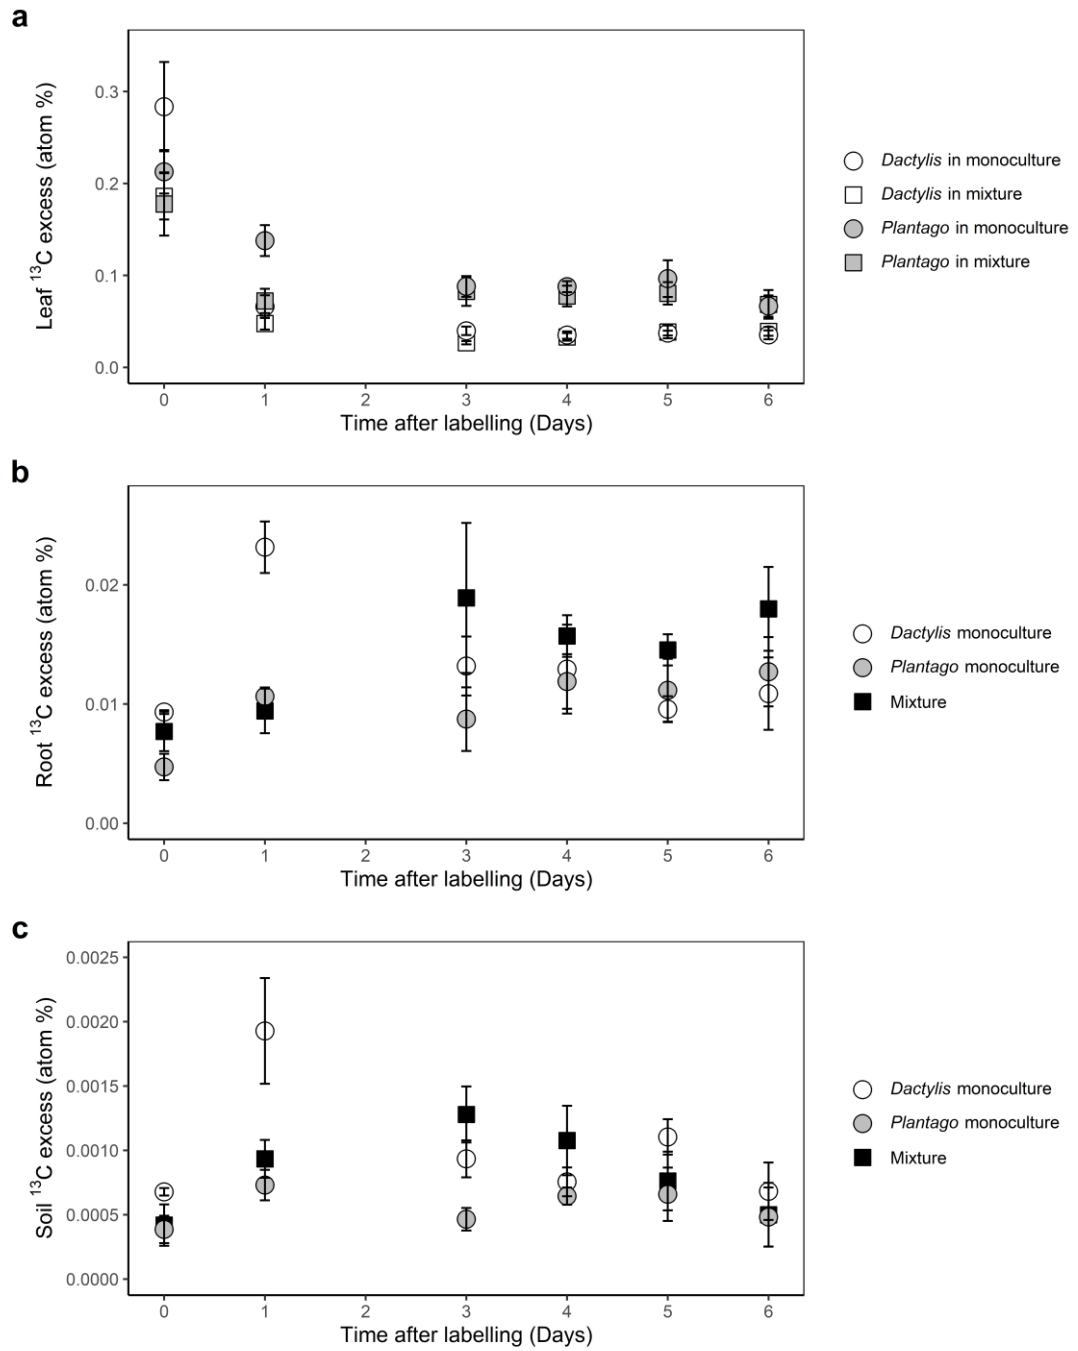 a
Leaf ¹³C excess (atom %)
0.3
0.2
0.1
0.0
0 1 2 3 4 5 6
Time after labelling (Days)
Dactylis in monoculture
Dactylis in mixture
Plantago in monoculture
Plantago in mixture
b
Root ¹³C excess (atom %)
0.02
0.01
0.00
0 1 2 3 4 5 6
Time after labelling (Days)
Dactylis monoculture
Plantago monoculture
Mixture
c
Soil ¹³C excess (atom %)
0.0025
0.0020
0.0015
0.0010
0.0005
0.0000
0 1 2 3 4 5 6
Time after labelling (Days)
Dactylis monoculture
Plantago monoculture
Mixture